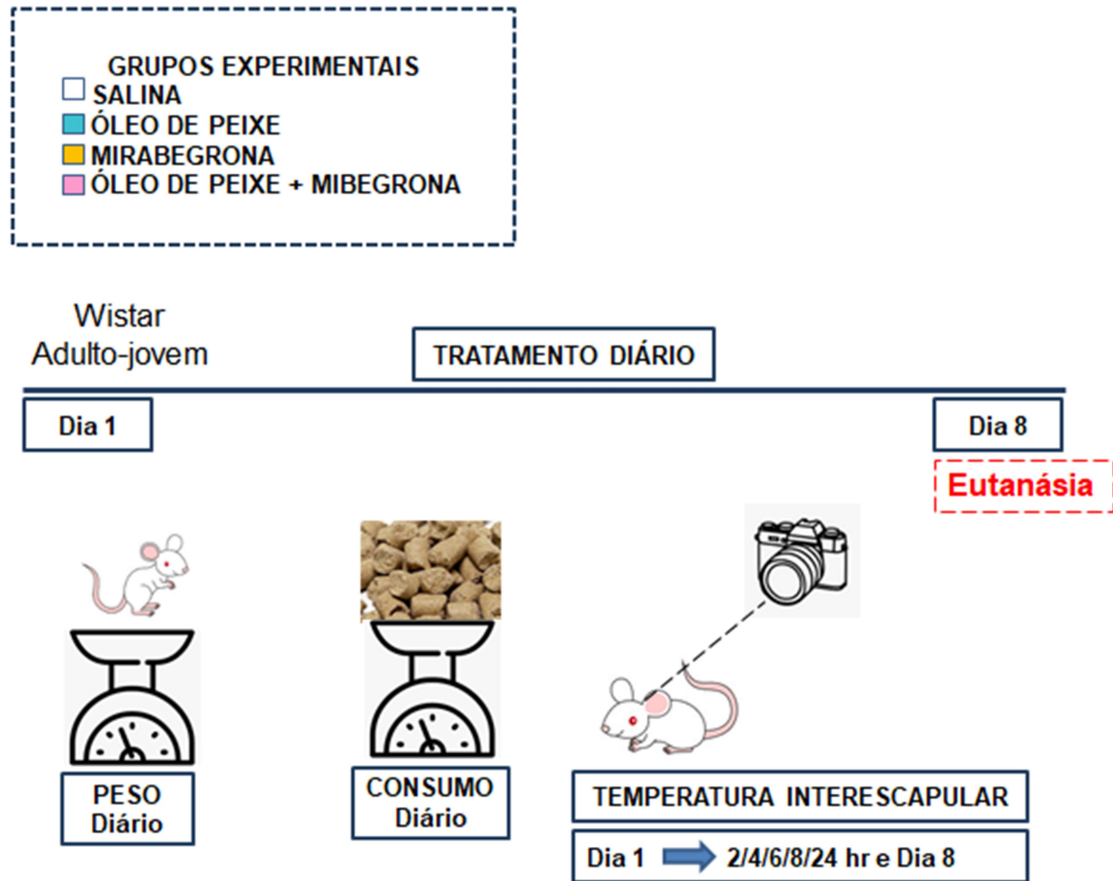 GRUPOS EXPERIMENTAIS
SALINA
ÓLEO DE PEIXE
MIRABEGRONA
ÓLEO DE PEIXE + MIBEGRONA
Wistar
Adulto-jovem
TRATAMENTO DIÁRIO
Dia 1
Dia 8
Eutanásia
PESO
Diário
CONSUMO
Diário
TEMPERATURA INTERESCAPULAR
Dia 1 2/4/6/8/24 hr e Dia 8